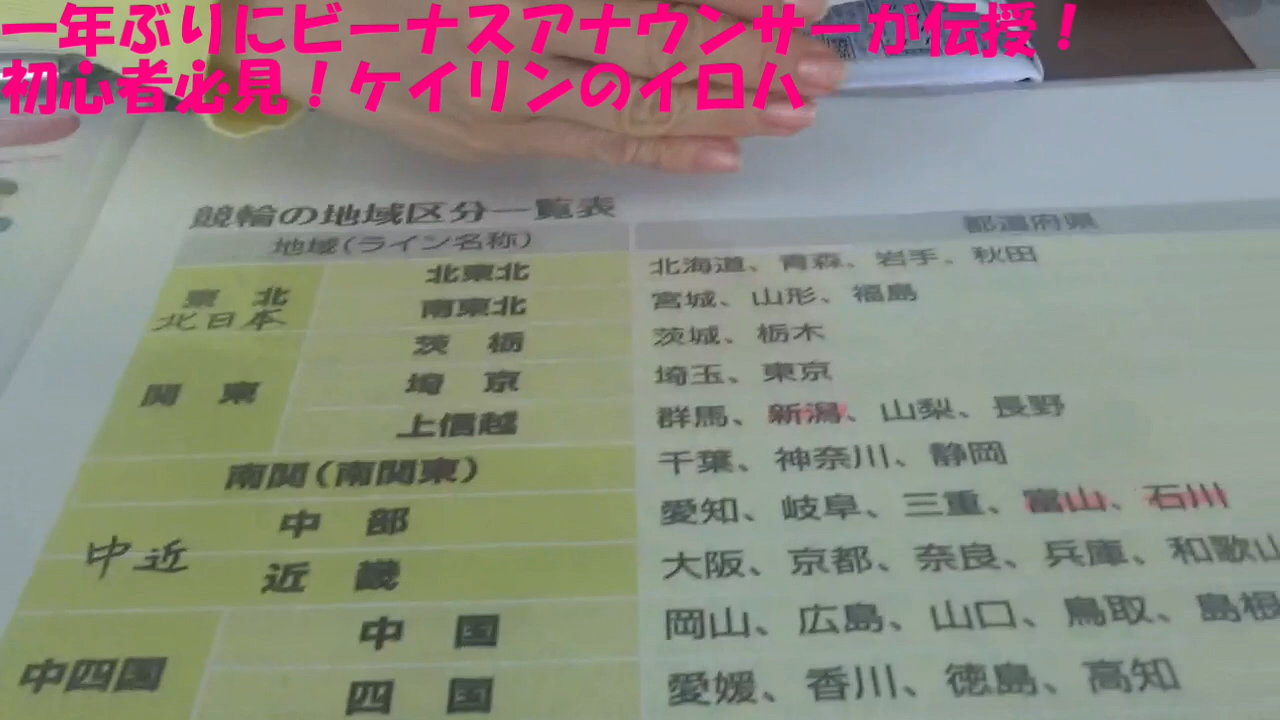 一年ぶりにビーナスアナウンサーが伝授！
初心者必見！ケイリンのイロハ
競輪の地域区分一覧表
地域(ライン名称) 都道府県
東北 北東北 北海道、青森、岩手、秋田
北日本 南東北 宮城、山形、福島
関東 茨栃 茨城、栃木
埼京 埼玉、東京
上信越 群馬、新潟、山梨、長野
南関(南関東) 千葉、神奈川、静岡
中部 愛知、岐阜、三重、富山、石川
中近
近畿 大阪、京都、奈良、兵庫、和歌山
中四国 中国 岡山、広島、山口、鳥取、島根
四国 愛媛、香川、徳島、高知